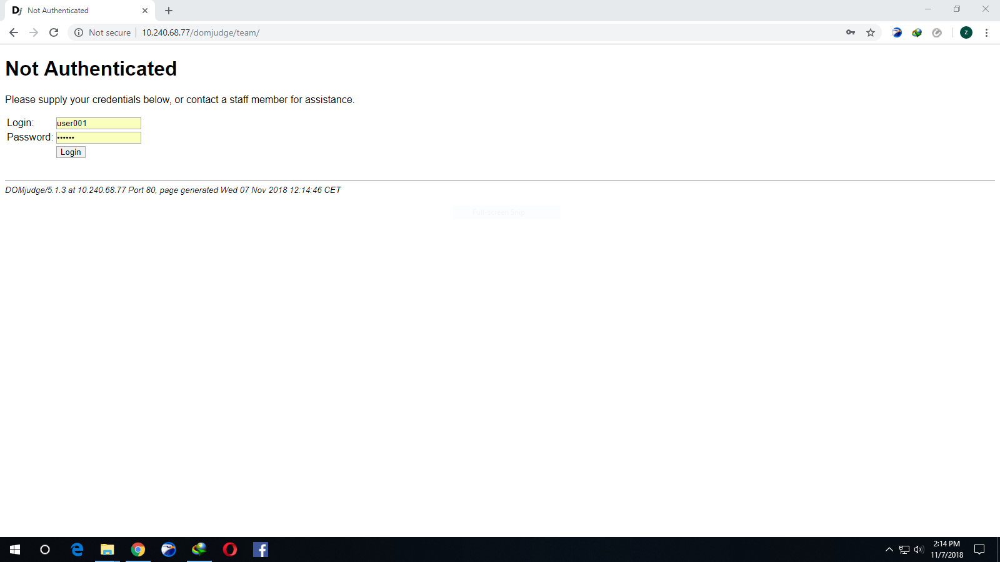 Dj Not Authenticated
Not secure 10.240.68.77/domjudge/team/
z
Not Authenticated
Please supply your credentials below, or contact a staff member for assistance.
Login: user001
Password: ••••••
Login
DOMjudge/5.1.3 at 10.240.68.77 Port 80, page generated Wed 07 Nov 2018 12:14:46 CET
Full-screen Snip
2:14 PM
11/7/2018